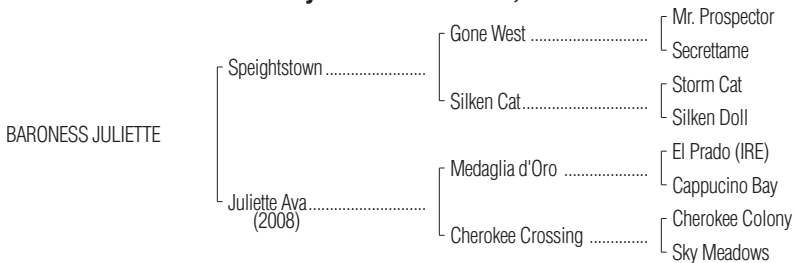 Mr. Prospector
Gone West ..............................
Secrettame
Speightstown .........................
Storm Cat
Silken Cat................................
Silken Doll
BARONESS JULIETTE
El Prado (IRE)
Medaglia d'Oro .....................
Cappucino Bay
Juliette Ava.............................
(2008)
Cherokee Colony
Cherokee Crossing ...............
Sky Meadows